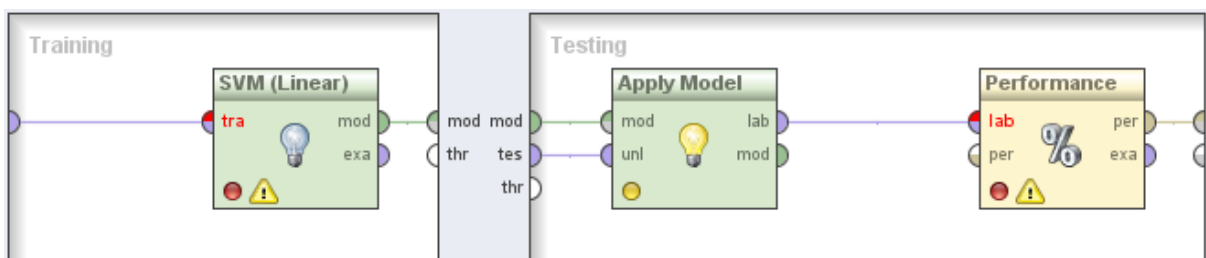 Training
SVM (Linear)
tra
mod
exa
mod
thr
mod
tes
thr
Testing
Apply Model
mod
lab
unl
mod
Performance
lab
per
per
%
exa